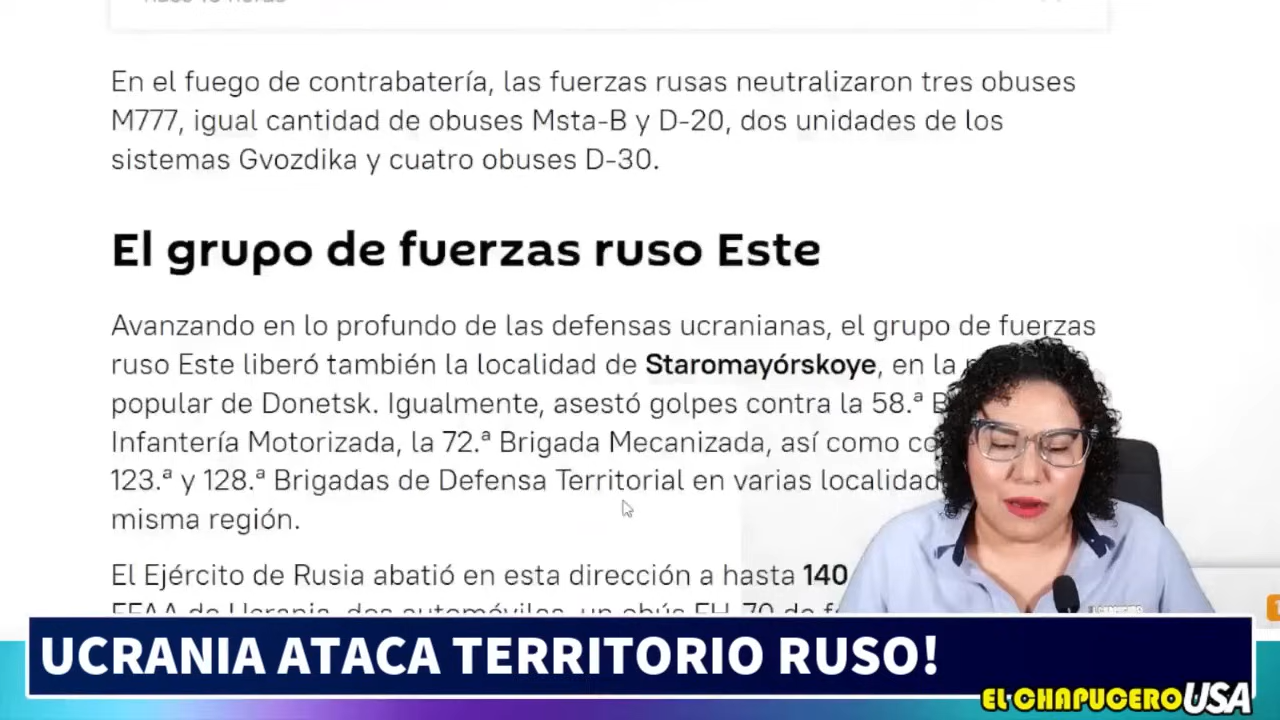 En el fuego de contrabatería, las fuerzas rusas neutralizaron tres obuses
M777, igual cantidad de obuses Msta-B y D-20, dos unidades de los
sistemas Gvozdika y cuatro obuses D-30.
El grupo de fuerzas ruso Este
Avanzando en lo profundo de las defensas ucranianas, el grupo de fuerzas
ruso Este liberó también la localidad de Staromayórskoye, en la
popular de Donetsk. Igualmente, asestó golpes contra la 58.ª
Infantería Motorizada, la 72.ª Brigada Mecanizada, así como
123.ª y 128.ª Brigadas de Defensa Territorial en varias
misma región.
El Ejército de Rusia abatió en esta dirección a hasta 140
UCRANIA ATACA TERRITORIO RUSO!
EL CHAPUCERO USA